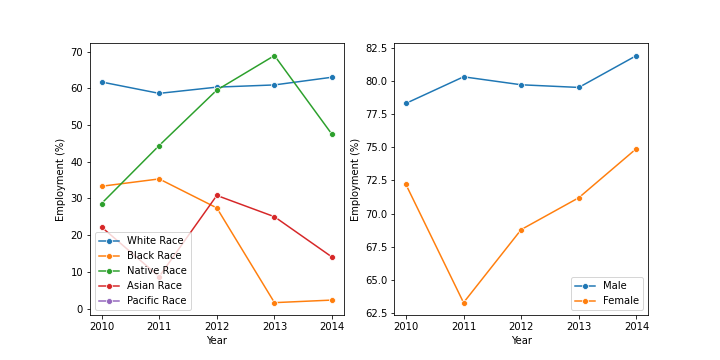 70
60
50
40
30
20
10
0
Employment (%)
2010 2011 2012 2013 2014
Year
White Race
Black Race
Native Race
Asian Race
Pacific Race
82.5
80.0
77.5
75.0
72.5
70.0
67.5
65.0
62.5
Employment (%)
2010 2011 2012 2013 2014
Year
Male
Female